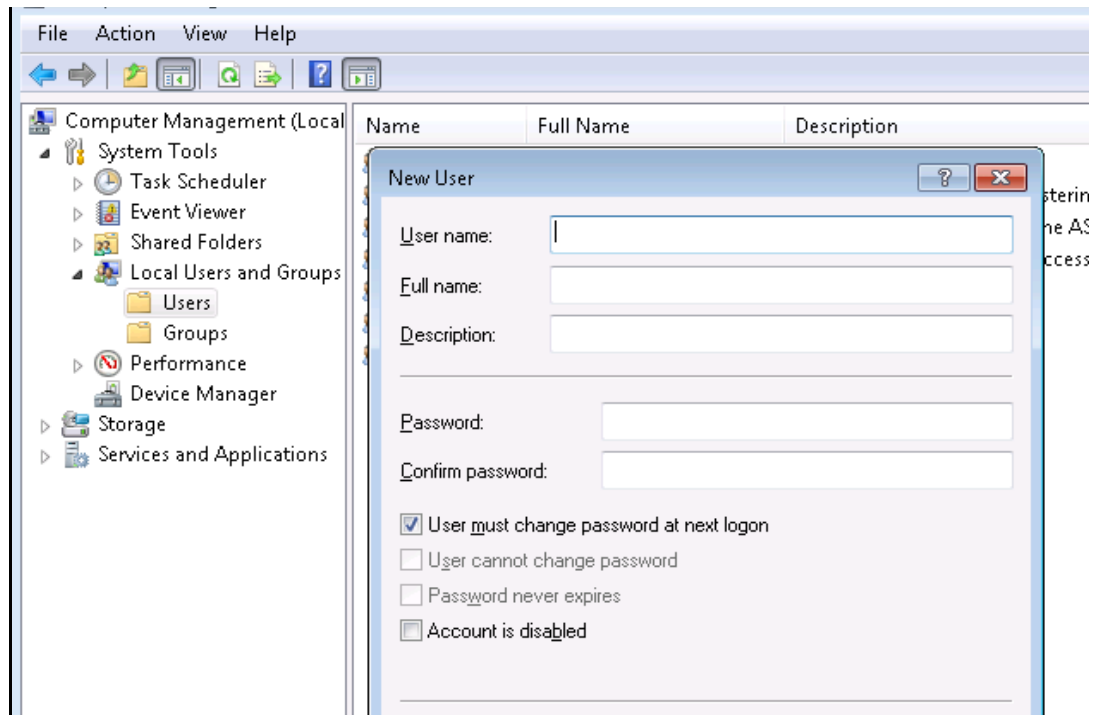 File Action View Help
Computer Management (Local
System Tools
Task Scheduler
Event Viewer
Shared Folders
Local Users and Groups
Users
Groups
Performance
Device Manager
Storage
Services and Applications
Name Full Name Description
New User
User name:
Full name:
Description:
Password:
Confirm password:
User must change password at next logon
User cannot change password
Password never expires
Account is disabled